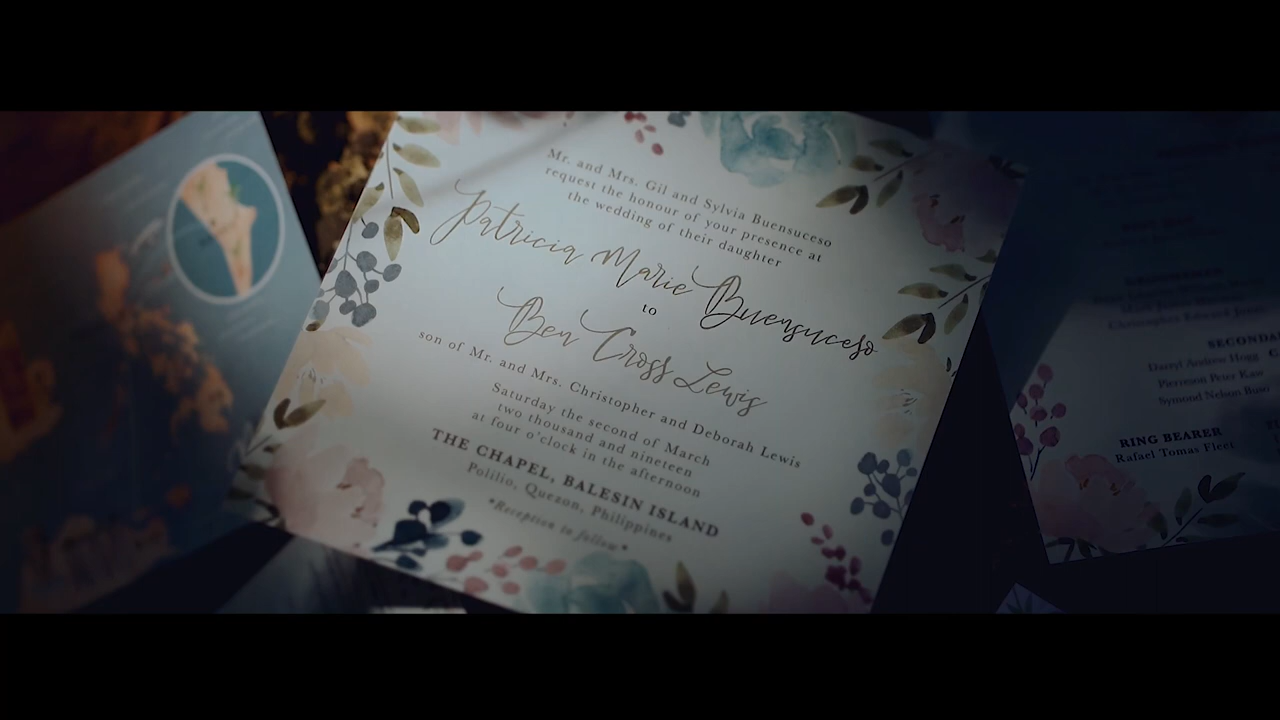 Mr. and Mrs. Gil and Sylvia Buensuceso
request the honour of your presence at
the wedding of their daughter
Patricia Marie Buensuceso
to
Ben Cross Lewis
son of Mr. and Mrs. Christopher and Deborah Lewis
Saturday the second of March
two thousand and nineteen
at four o'clock in the afternoon
THE CHAPEL, BALESIN ISLAND
Polilio, Quezon, Philippines
*Reception to follow*
SECONDA
Darryl Andrew Hogg
Pierreson Peter Kaw
Symond Nelson Buno
RING BEARER
Rafael Tomas Fleet